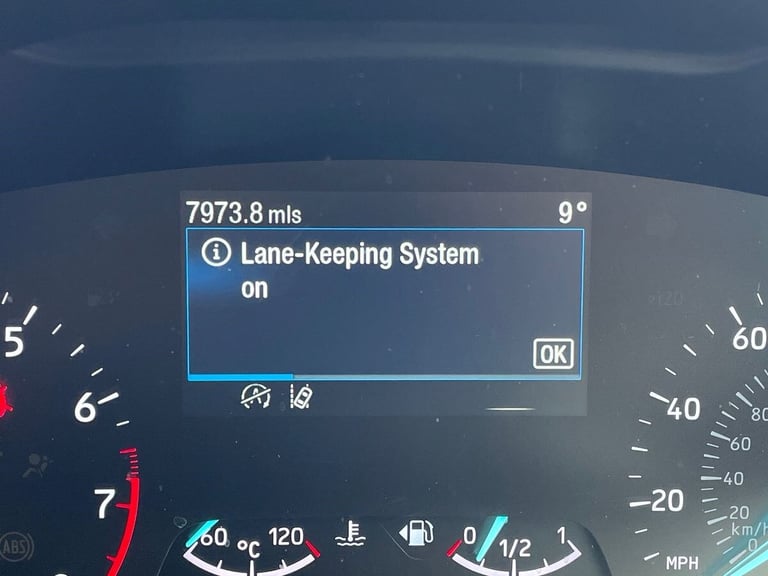 7973.8 mls 9°
Lane-Keeping System
on
OK
A
5
6
7
60
40
20
MPH
80
60
40
20
km/h
0
60 °C 120
0 1/2 1
ABS